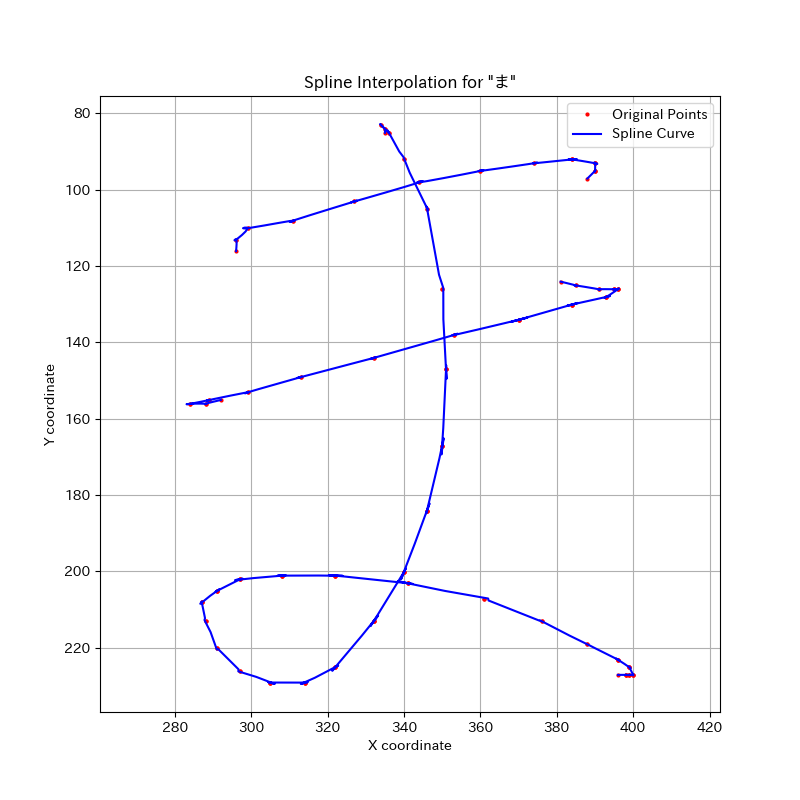 Spline Interpolation for "ま"
Original Points
Spline Curve
Y coordinate
80
100
120
140
160
180
200
220
ま
280 300 320 340 360 380 400 420
X coordinate